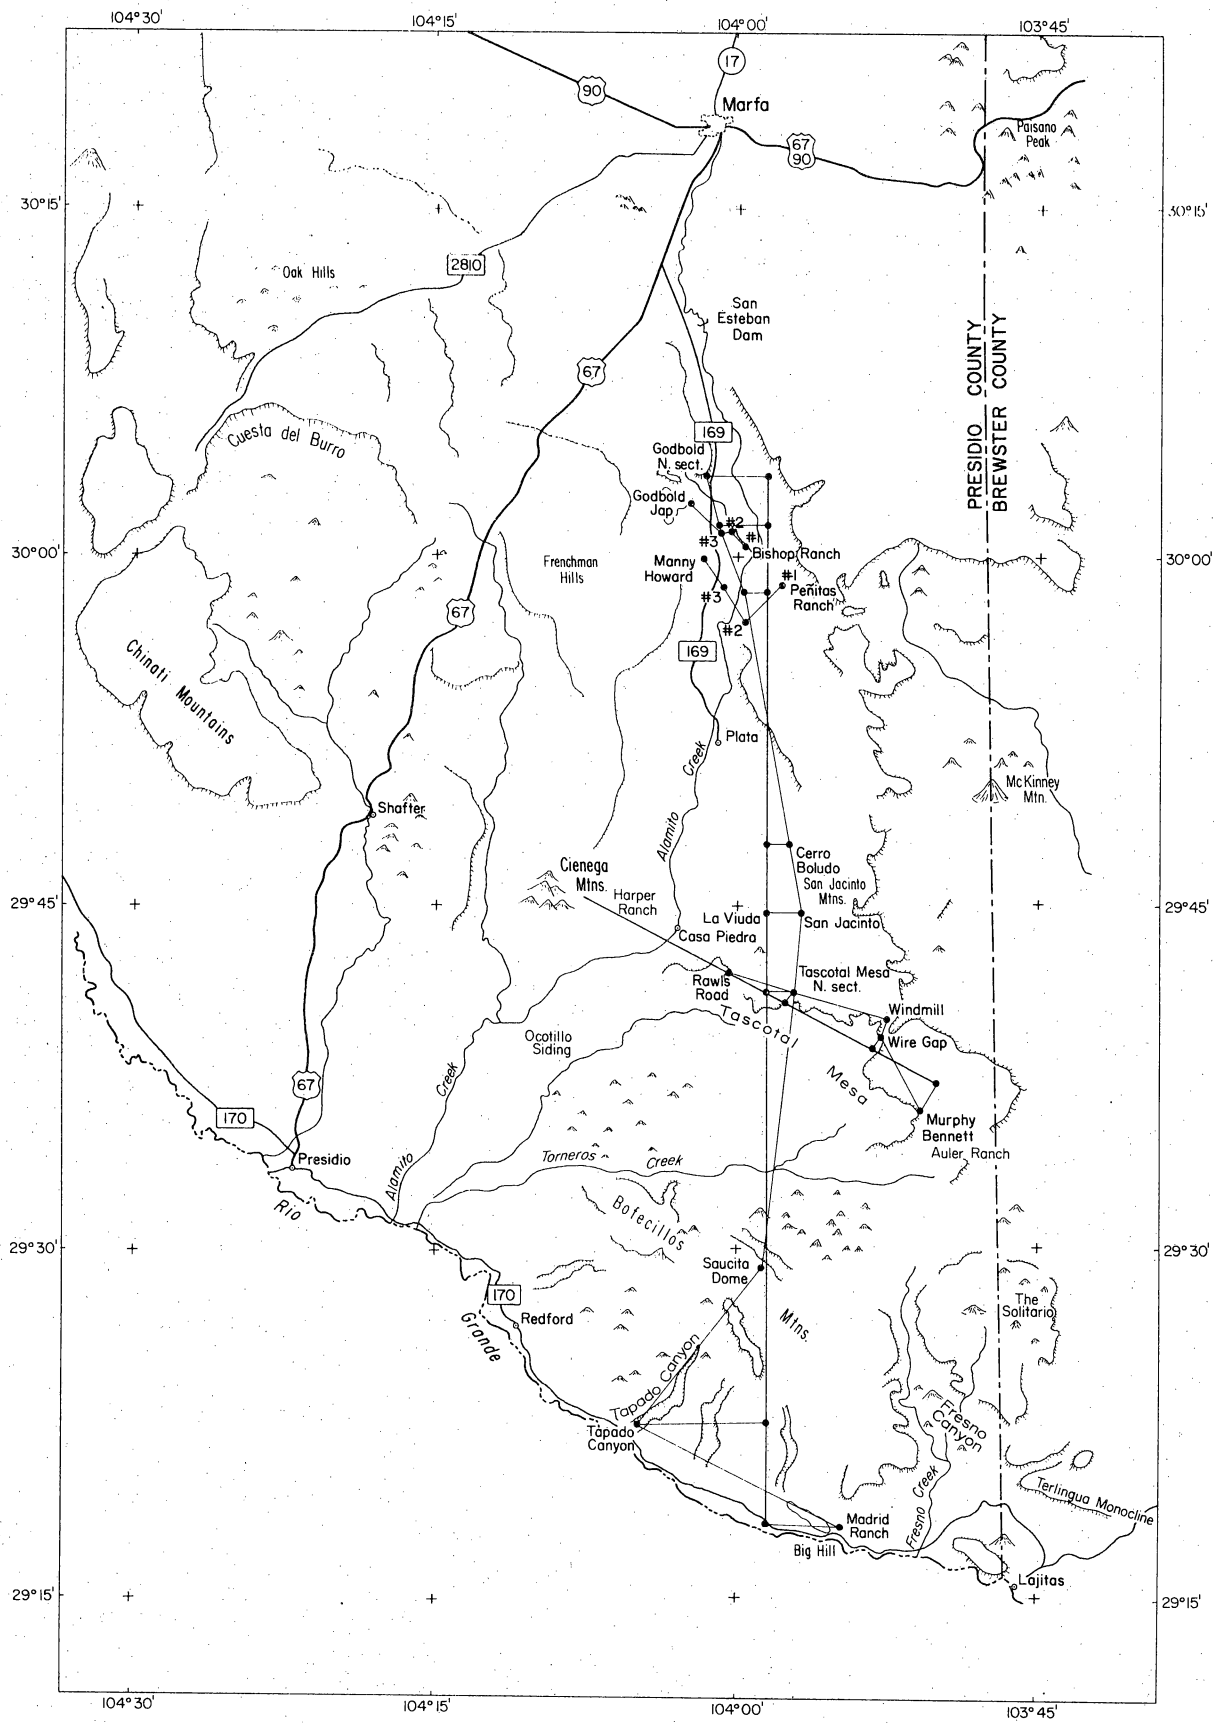 104°30'
104°15'
104°00'
103°45'
17
90
Marfa
67
90
Paisano
Peak
30°15'
30°15'
Oak Hills
2810
San
Esteban
Dam
PRESIDIO COUNTY
BREWSTER COUNTY
67
Cuesta del Burro
169
Godbold
N. sect.
Godbold
Jap
#2
#1
#3
Bishop Ranch
30°00'
30°00'
Frenchman
Hills
Manny
Howard
#1
Peñitas
Ranch
#3
#2
67
169
Chinati Mountains
Plata
Creek
Alamito
McKinney
Mtn.
Shafter
Cerro
Boludo
Cienega
Mtns.
San Jacinto
Mtns.
Harper
Ranch
29°45'
29°45'
La Viuda
San Jacinto
Casa Piedra
Tascotal Mesa
N. sect.
Rawls
Road
Windmill
Tascotal
Mesa
Wire Gap
Ocotillo
Siding
Creek
Alamito
67
170
Murphy
Bennett
Auler Ranch
Presidio
Torneros Creek
Rio
Grande
Bofecillos
Mtns.
29°30'
29°30'
Saucita
Dome
170
Redford
The
Solitario
Tapado Canyon
Tapado
Canyon
Fresno
Canyon
Fresno Creek
Terlingua Monocline
Madrid
Ranch
Big Hill
Lajitas
29°15'
29°15'
104°30'
104°15'
104°00'
103°45'